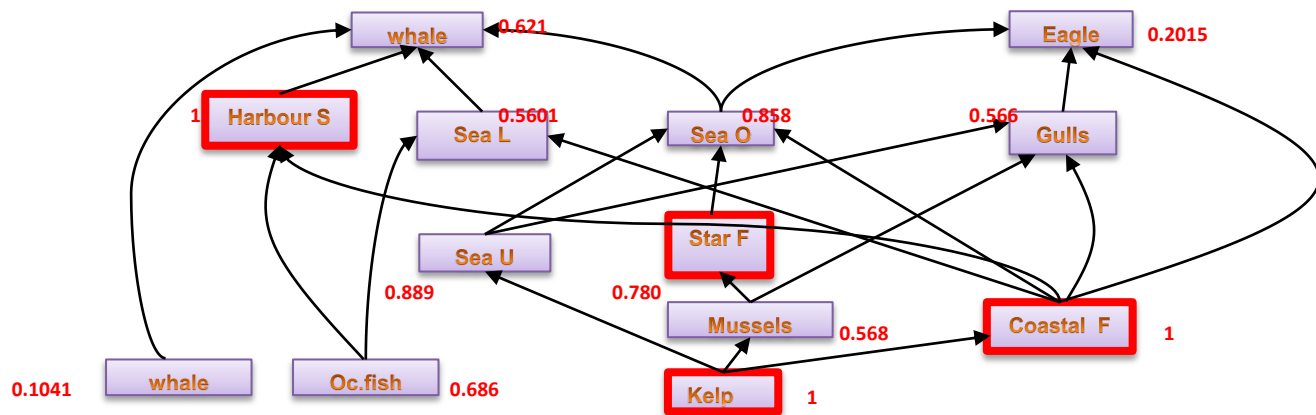 whale
0.621
Eagle
0.2015
1
Harbour S
Sea L
0.5601
Sea O
0.858
0.566
Gulls
Sea U
Star F
0.889
0.780
Mussels
0.568
Coastal F
1
0.1041
whale
Oc.fish
0.686
Kelp
1